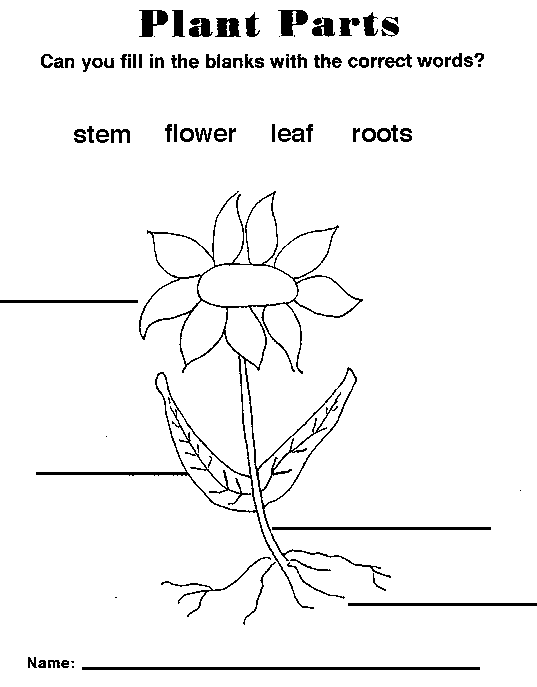 Plant Parts
Can you fill in the blanks with the correct words?
stem flower leaf roots
Name: